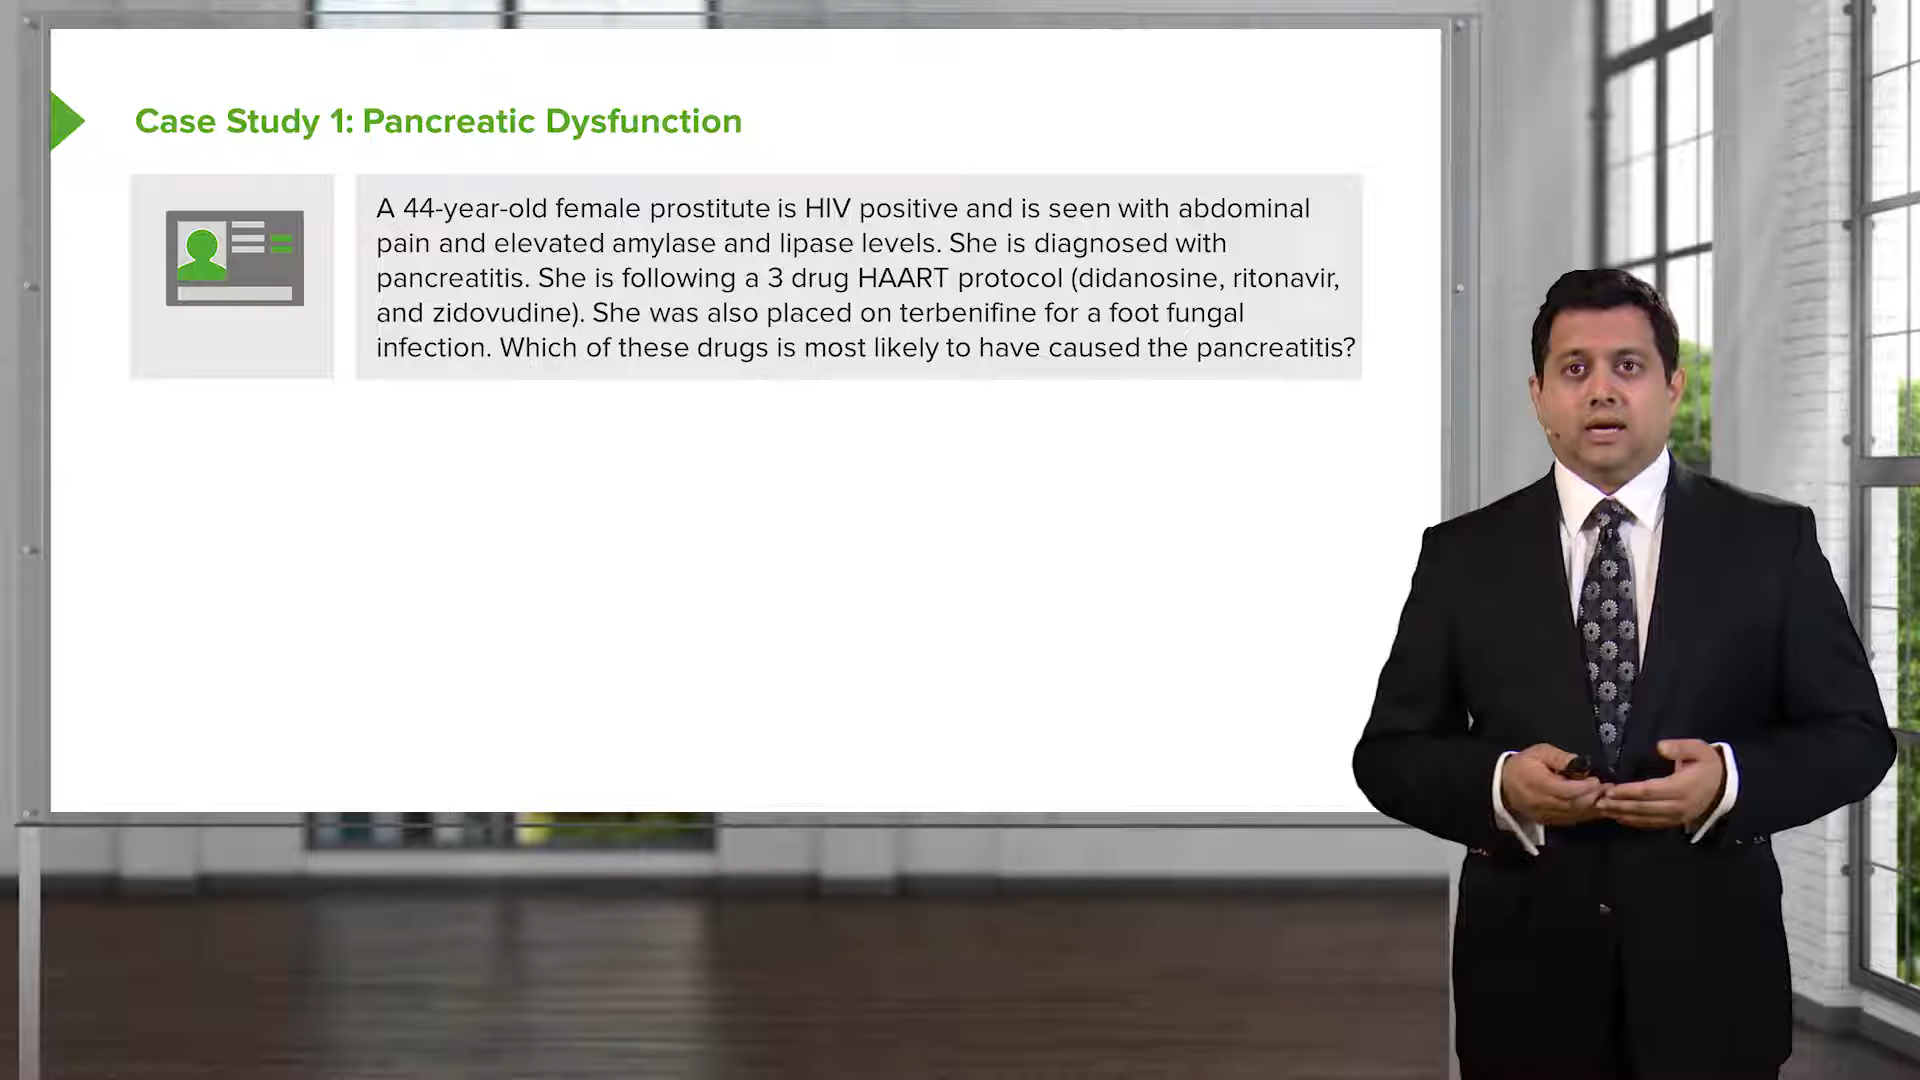 Case Study 1: Pancreatic Dysfunction
A 44-year-old female prostitute is HIV positive and is seen with abdominal
pain and elevated amylase and lipase levels. She is diagnosed with
pancreatitis. She is following a 3 drug HAART protocol (didanosine, ritonavir,
and zidovudine). She was also placed on terbenifine for a foot fungal
infection. Which of these drugs is most likely to have caused the pancreatitis?